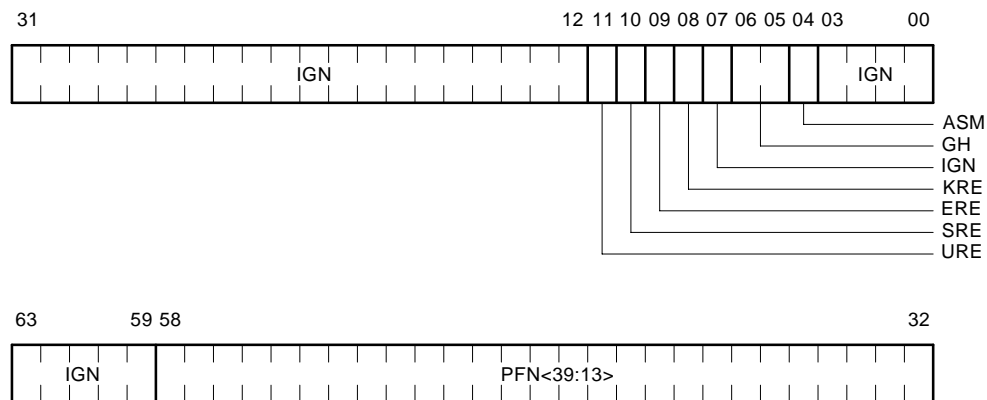 31 12 11 10 09 08 07 06 05 04 03 00
IGN IGN
ASM
GH
IGN
KRE
ERE
SRE
URE
63 59 58 32
IGN PFN<39:13>